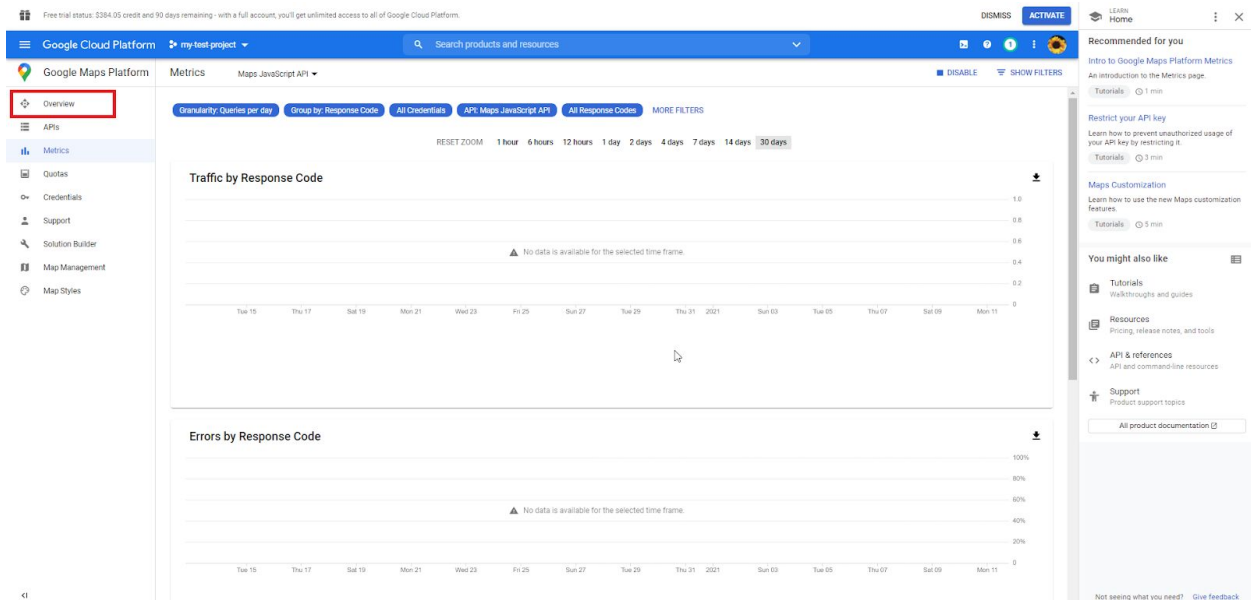 Free trial status: $384.05 credit and 90 days remaining - with a full account, you'll get unlimited access to all of Google Cloud Platform.
DISMISS
ACTIVATE
Google Cloud Platform
my-test-project
Search products and resources
1
Google Maps Platform
Overview
APIs
Metrics
Quotas
Credentials
Support
Solution Builder
Map Management
Map Styles
Metrics
Maps JavaScript API
DISABLE
SHOW FILTERS
Granularity: Queries per day
Group by: Response Code
All Credentials
API: Maps JavaScript API
All Response Codes
MORE FILTERS
RESET ZOOM 1 hour 6 hours 12 hours 1 day 2 days 4 days 7 days 14 days 30 days
Traffic by Response Code
1.0
0.8
0.6
No data is available for the selected time frame.
0.4
0.2
0
Tue 15 Thu 17 Sat 19 Mon 21 Wed 23 Fri 25 Sun 27 Tue 29 Thu 31 2021 Sun 03 Tue 05 Thu 07 Sat 09 Mon 11
Errors by Response Code
100%
80%
60%
No data is available for the selected time frame.
40%
20%
0
Tue 15 Thu 17 Sat 19 Mon 21 Wed 23 Fri 25 Sun 27 Tue 29 Thu 31 2021 Sun 03 Tue 05 Thu 07 Sat 09 Mon 11
LEARN
Home
Recommended for you
Intro to Google Maps Platform Metrics
An introduction to the Metrics page.
Tutorials 1 min
Restrict your API key
Learn how to prevent unauthorized usage of
your API key by restricting it.
Tutorials 3 min
Maps Customization
Learn how to use the new Maps customization
features.
Tutorials 5 min
You might also like
Tutorials
Walkthroughs and guides
Resources
Pricing, release notes, and tools
API & references
API and command-line resources
Support
Product support topics
All product documentation
Not seeing what you need? Give feedback